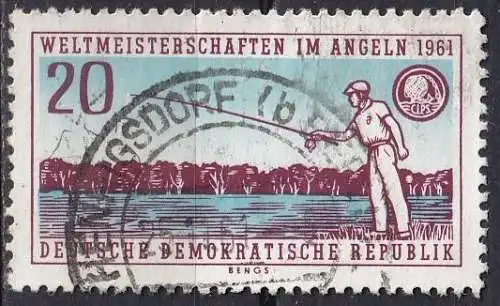 WELTMEISTERSCHAFTEN IM ANGELN 1961
20
CIPS
DEUTSCHE DEMOKRATISCHE REPUBLIK
BENGS